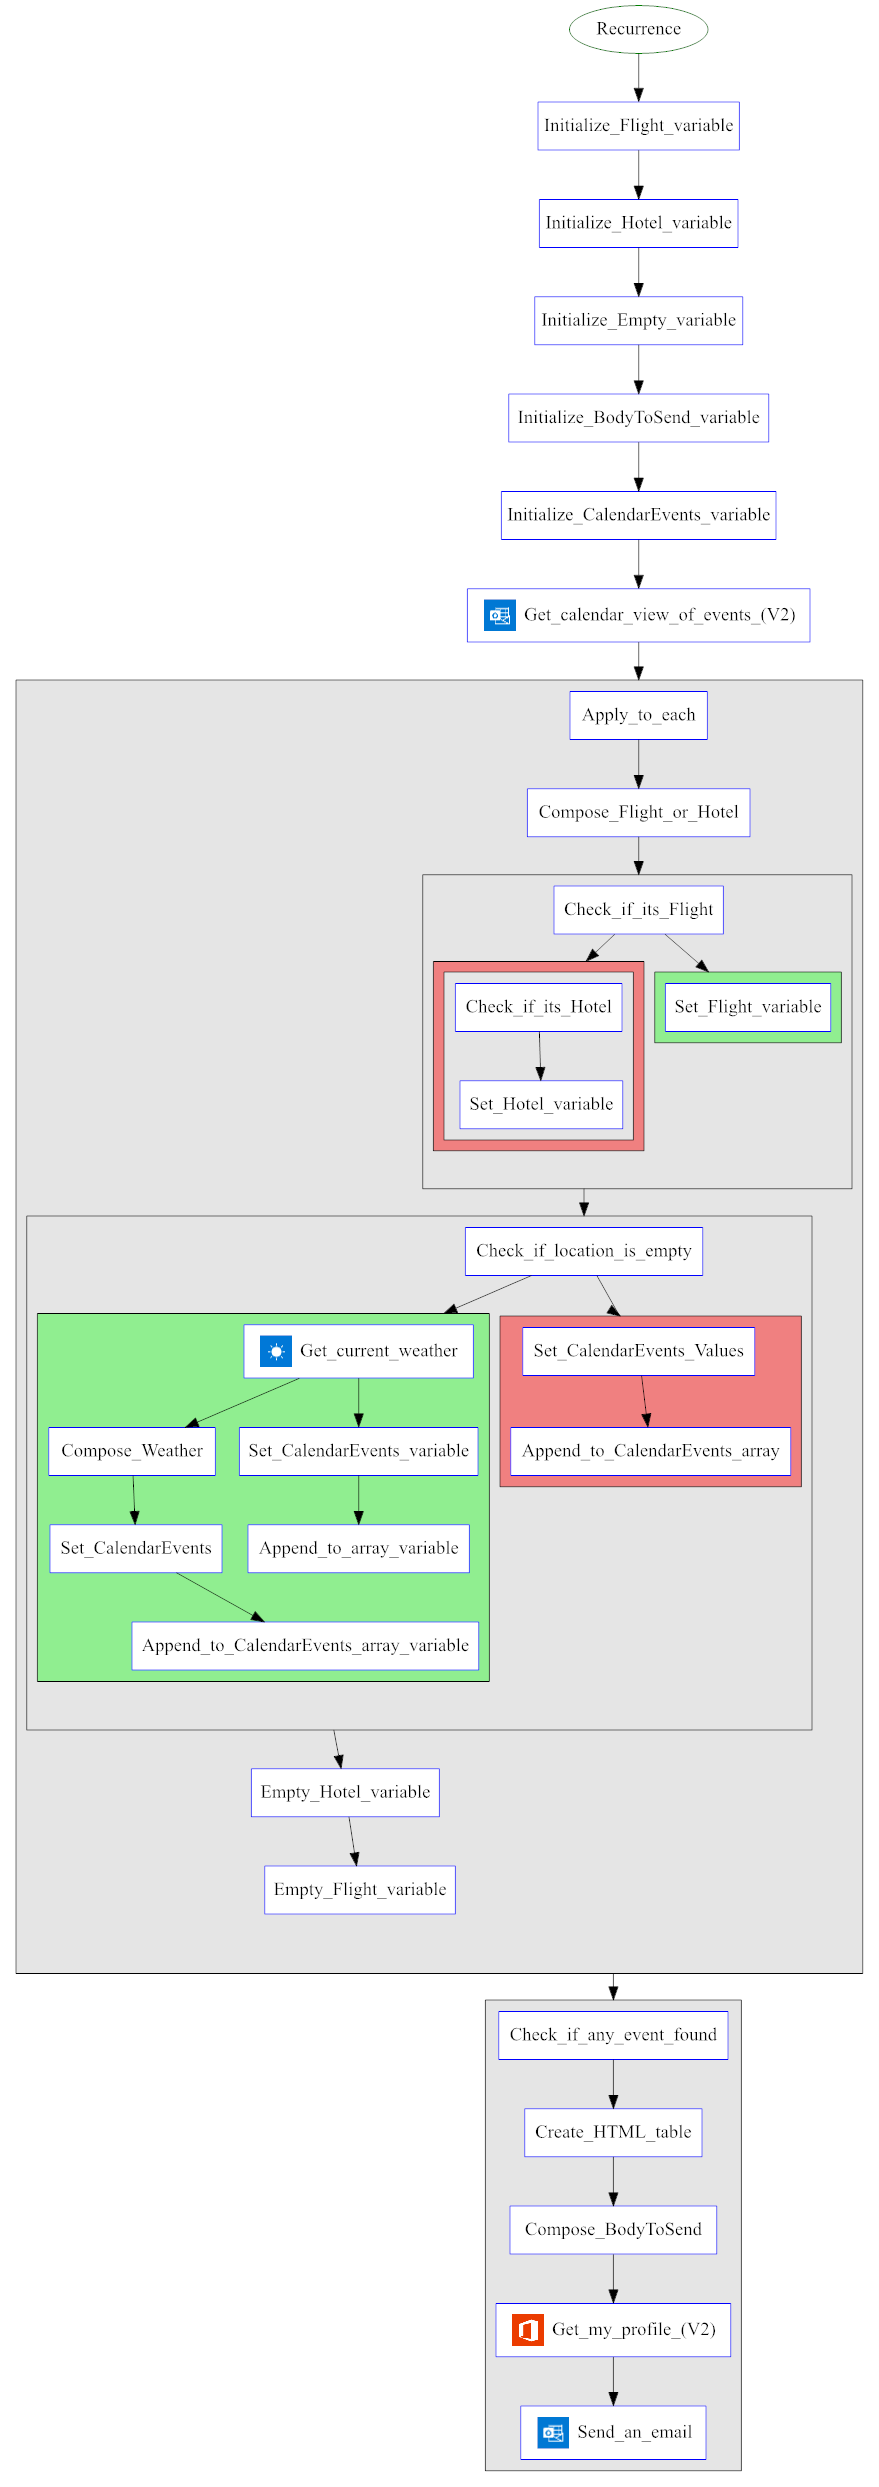 Recurrence
Initialize_Flight_variable
Initialize_Hotel_variable
Initialize_Empty_variable
Initialize_BodyToSend_variable
Initialize_CalendarEvents_variable
Get_calendar_view_of_events_(V2)
Apply_to_each
Compose_Flight_or_Hotel
Check_if_its_Flight
Check_if_its_Hotel
Set_Flight_variable
Set_Hotel_variable
Check_if_location_is_empty
Get_current_weather
Set_CalendarEvents_Values
Compose_Weather
Set_CalendarEvents_variable
Append_to_CalendarEvents_array
Set_CalendarEvents
Append_to_array_variable
Append_to_CalendarEvents_array_variable
Empty_Hotel_variable
Empty_Flight_variable
Check_if_any_event_found
Create_HTML_table
Compose_BodyToSend
Get_my_profile_(V2)
Send_an_email